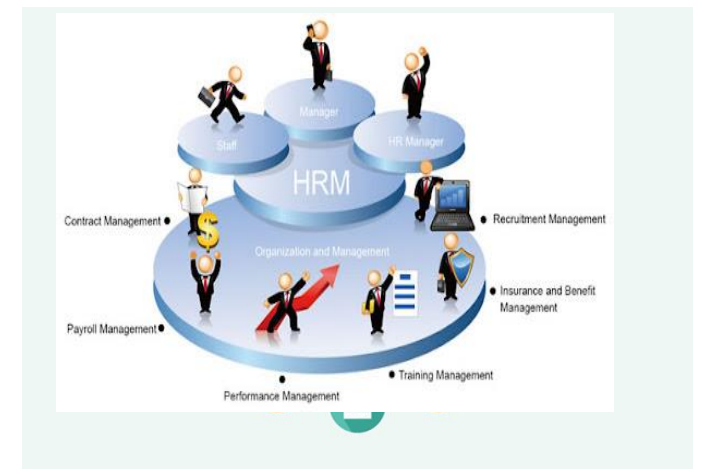 Manager
Staff
HR Manager
HRM
Contract Management
Recruitment Management
Organization and Management
Insurance and Benefit
Management
Payroll Management
Training Management
Performance Management